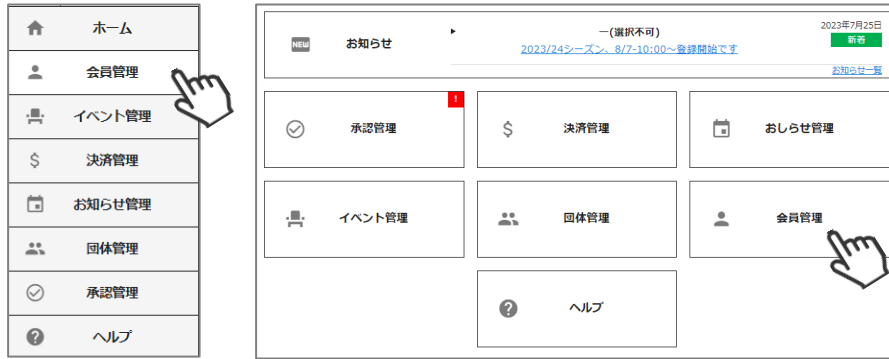 ホーム
会員管理
イベント管理
決済管理
お知らせ管理
団体管理
承認管理
ヘルプ
NEW
お知らせ
ー(選択不可)
2023/24シーズン、8/7-10:00～登録開始です
2023年7月25日
新着
お知らせ一覧
承認管理
!
決済管理
おしらせ管理
イベント管理
団体管理
会員管理
ヘルプ